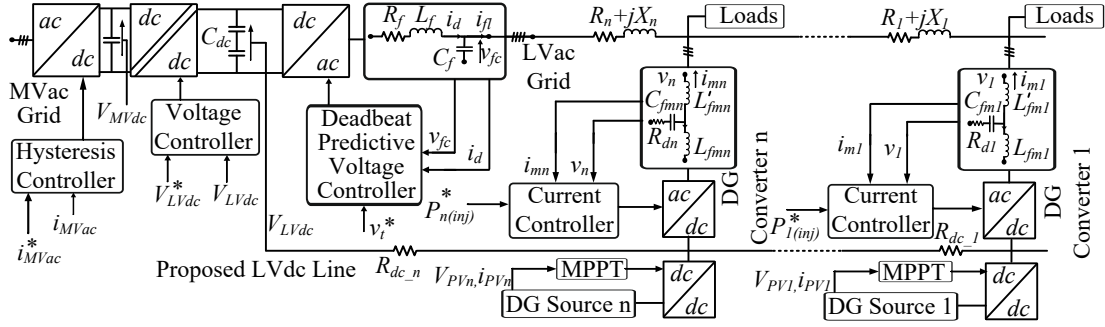 ac
dc
MVac
Grid
V_MVdc
Hysteresis
Controller
i*_MVac
i_MVac
dc
dc
C_dc
Voltage
Controller
V*_LVdc
V_LVdc
V_LVdc
dc
ac
R_f
L_f
i_d
i_fl
C_f
v_fc
LVac
Grid
Deadbeat
Predictive
Voltage
Controller
v_fc
i_d
v_t*
R_n+jX_n
Loads
v_n
i_mn
C_fmn
L'_fmn
R_dn
L_fmn
i_mn
v_n
P*_n(inj)
Current
Controller
ac
dc
DG
Converter n
R_1+jX_1
Loads
v_1
i_m1
C_fm1
L'_fm1
R_d1
L_fm1
i_m1
v_1
P*_1(inj)
Current
Controller
ac
dc
DG
Converter 1
Proposed LVdc Line
R_dc_n
R_dc_1
V_PVn,i_PVn
MPPT
DG Source n
dc
dc
V_PV1,i_PV1
MPPT
DG Source 1
dc
dc